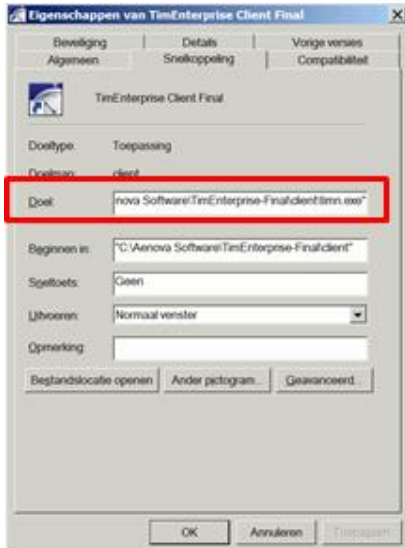 Eigenschappen van TimEnterprise Client Final
Beveiliging Details Vorige versies
Algemeen Snelkoppeling Compatibiliteit
TimEnterprise Client Final
Doeltype: Toepassing
Doelmap: client
Doel: nova Software\TimEnterprise-Final\client\timn.exe"
Beginnen in: "C:\Aenova Software\TimEnterprise-Final\client"
Sneltoets: Geen
Uitvoeren: Normaal venster
Opmerking:
Bestandslocatie openen Ander pictogram... Geavanceerd...
OK Annuleren Toepassen